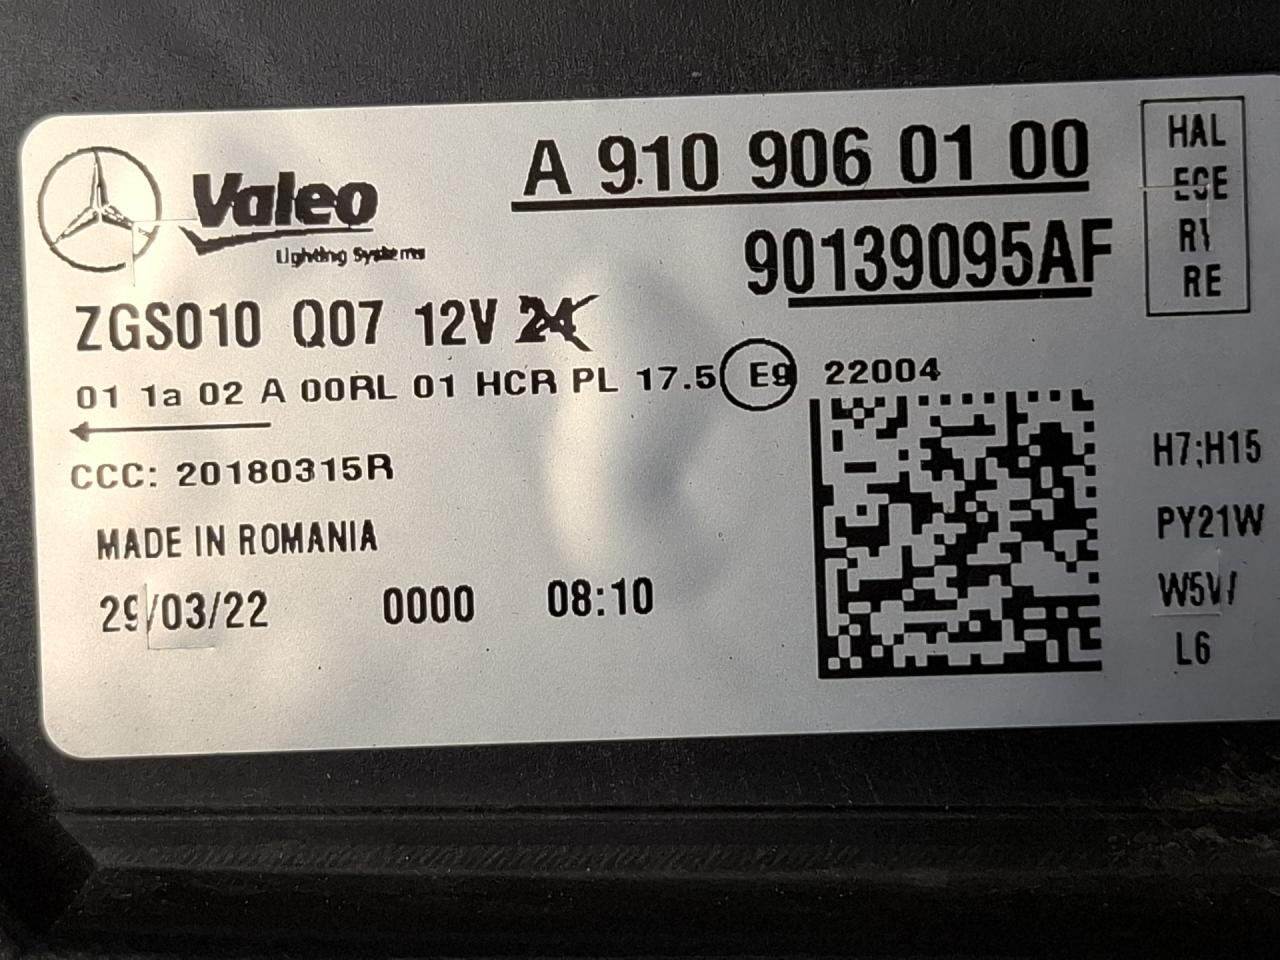 Valeo
Lighting Systems
A 910 906 01 00
90139095AF
HAL
ECE
RE
ZGS010 Q07 12V
01 1a 02 A 00RL 01 HCR PL 17.5 E9 22004
CCC: 20180315R
MADE IN ROMANIA
29/03/22 0000 08:10
H7;H15
PY21W
W5W
L6